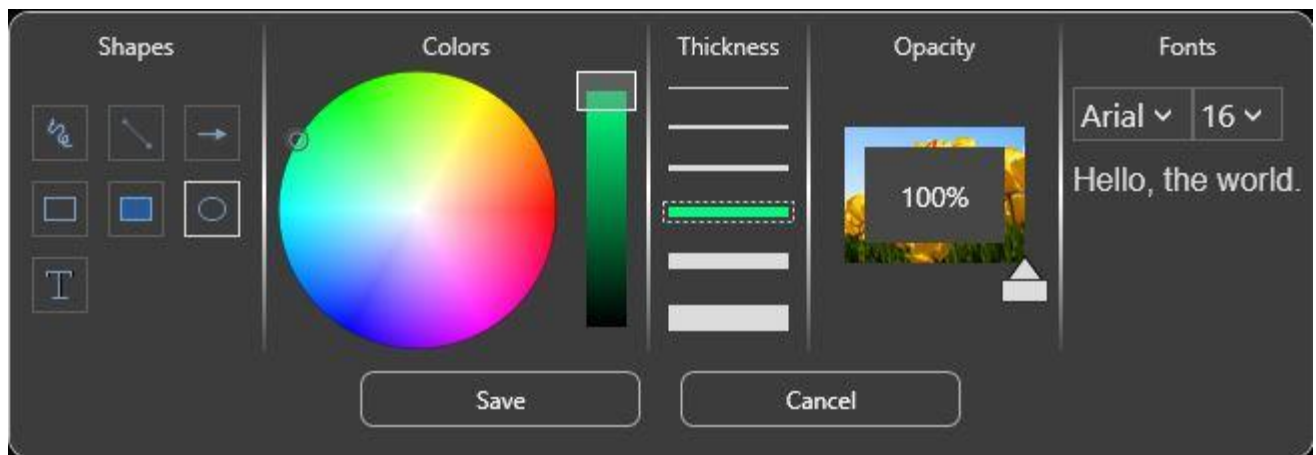 Shapes
Colors
Thickness
Opacity
Fonts
Arial
16
Hello, the world.
100%
T
Save
Cancel